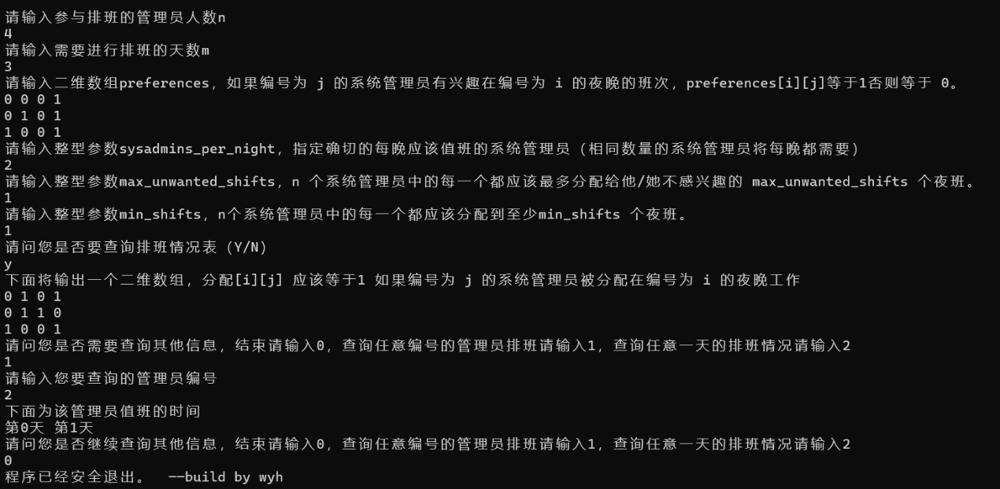 请输入参与排班的管理员人数n
4
请输入需要进行排班的天数m
3
请输入二维数组preferences，如果编号为 j 的系统管理员有兴趣在编号为 i 的夜晚的班次，preferences[i][j]等于1否则等于 0。
0 0 0 1
0 1 0 1
1 0 0 1
请输入整型参数sysadmins_per_night，指定确切的每晚应该值班的系统管理员（相同数量的系统管理员将每晚都需要）
2
请输入整型参数max_unwanted_shifts，n 个系统管理员中的每一个都应该最多分配给他/她不感兴趣的 max_unwanted_shifts 个夜班。
1
请输入整型参数min_shifts，n个系统管理员中的每一个都应该分配到至少min_shifts 个夜班。
1
请问您是否要查询排班情况表（Y/N）
y
下面将输出一个二维数组，分配[i][j] 应该等于1 如果编号为 j 的系统管理员被分配在编号为 i 的夜晚工作
0 1 0 1
0 1 1 0
1 0 0 1
请问您是否需要查询其他信息，结束请输入0，查询任意编号的管理员排班请输入1，查询任意一天的排班情况请输入2
1
请输入您要查询的管理员编号
2
下面为该管理员值班的时间
第0天 第1天
请问您是否继续查询其他信息，结束请输入0，查询任意编号的管理员排班请输入1，查询任意一天的排班情况请输入2
0
程序已经安全退出。  --build by wyh